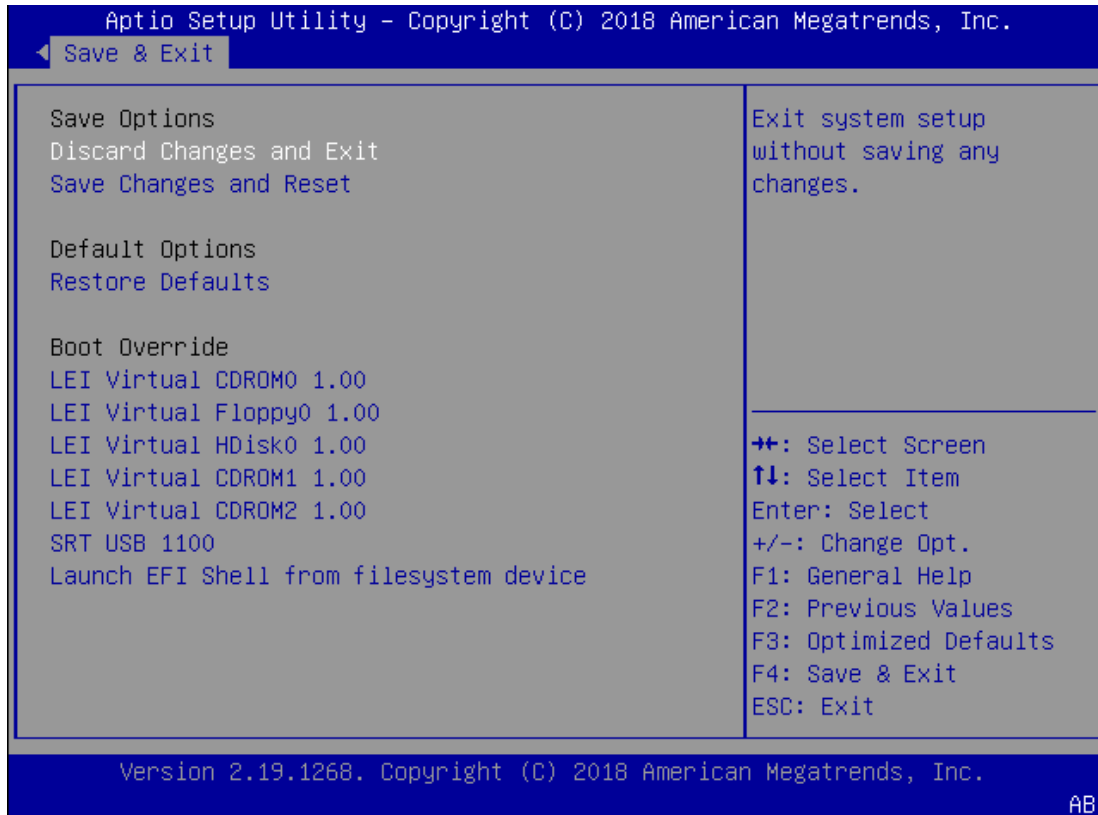 Aptio Setup Utility – Copyright (C) 2018 American Megatrends, Inc.
Save & Exit
Save Options
Discard Changes and Exit
Save Changes and Reset
Default Options
Restore Defaults
Boot Override
LEI Virtual CDROM0 1.00
LEI Virtual Floppy0 1.00
LEI Virtual HDisk0 1.00
LEI Virtual CDROM1 1.00
LEI Virtual CDROM2 1.00
SRT USB 1100
Launch EFI Shell from filesystem device
Exit system setup
without saving any
changes.
→←: Select Screen
↑↓: Select Item
Enter: Select
+/-: Change Opt.
F1: General Help
F2: Previous Values
F3: Optimized Defaults
F4: Save & Exit
ESC: Exit
Version 2.19.1268. Copyright (C) 2018 American Megatrends, Inc.
AB